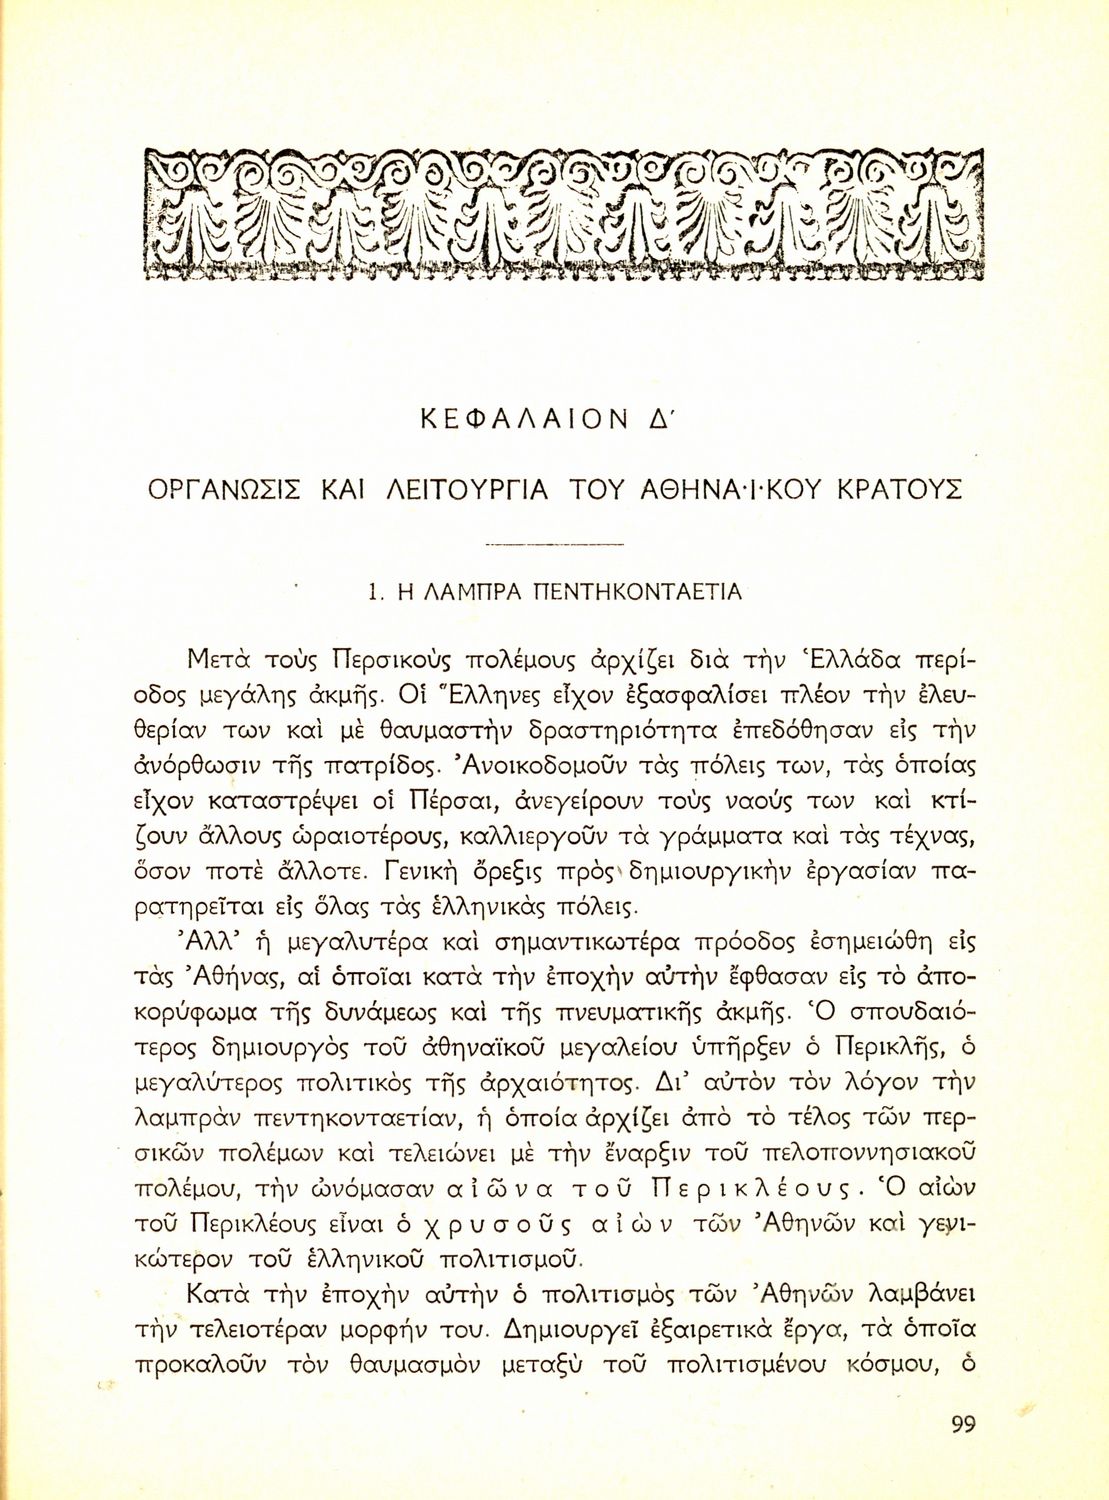 ΚΕΦΑΛΑΙΟΝ Δ′
ΟΡΓΑΝΩΣΙΣ ΚΑΙ ΛΕΙΤΟΥΡΓΙΑ ΤΟΥ ΑΘΗΝΑ·Ι·ΚΟΥ ΚΡΑΤΟΥΣ
1. Η ΛΑΜΠΡΑ ΠΕΝΤΗΚΟΝΤΑΕΤΙΑ
Μετὰ τοὺς Περσικοὺς πολέμους ἀρχίζει διὰ τὴν Ἑλλάδα περί-
οδος μεγάλης ἀκμῆς. Οἱ Ἕλληνες εἶχον ἐξασφαλίσει πλέον τὴν ἐλευ-
θερίαν των καὶ μὲ θαυμαστὴν δραστηριότητα ἐπεδόθησαν εἰς τὴν
ἀνόρθωσιν τῆς πατρίδος. Ἀνοικοδομοῦν τὰς πόλεις των, τὰς ὁποίας
εἶχον καταστρέψει οἱ Πέρσαι, ἀνεγείρουν τοὺς ναούς των καὶ κτί-
ζουν ἄλλους ὡραιοτέρους, καλλιεργοῦν τὰ γράμματα καὶ τὰς τέχνας,
ὅσον ποτὲ ἄλλοτε. Γενικὴ ὄρεξις πρὸς δημιουργικὴν ἐργασίαν πα-
ρατηρεῖται εἰς ὅλας τὰς ἑλληνικὰς πόλεις.
Ἀλλ’ ἡ μεγαλυτέρα καὶ σημαντικωτέρα πρόοδος ἐσημειώθη εἰς
τὰς Ἀθήνας, αἱ ὁποῖαι κατὰ τὴν ἐποχὴν αὐτὴν ἔφθασαν εἰς τὸ ἀπο-
κορύφωμα τῆς δυνάμεως καὶ τῆς πνευματικῆς ἀκμῆς. Ὁ σπουδαιό-
τερος δημιουργὸς τοῦ ἀθηναϊκοῦ μεγαλείου ὑπῆρξεν ὁ Περικλῆς, ὁ
μεγαλύτερος πολιτικὸς τῆς ἀρχαιότητος. Δι’ αὐτὸν τὸν λόγον τὴν
λαμπρὰν πεντηκονταετίαν, ἡ ὁποία ἀρχίζει ἀπὸ τὸ τέλος τῶν περ-
σικῶν πολέμων καὶ τελειώνει μὲ τὴν ἔναρξιν τοῦ πελοποννησιακοῦ
πολέμου, τὴν ὠνόμασαν αἰῶνα τοῦ Περικλέους. Ὁ αἰὼν
τοῦ Περικλέους εἶναι ὁ χρυσοῦς αἰὼν τῶν Ἀθηνῶν καὶ γενι-
κώτερον τοῦ ἑλληνικοῦ πολιτισμοῦ.
Κατὰ τὴν ἐποχὴν αὐτὴν ὁ πολιτισμὸς τῶν Ἀθηνῶν λαμβάνει
τὴν τελειοτέραν μορφήν του. Δημιουργεῖ ἐξαιρετικὰ ἔργα, τὰ ὁποῖα
προκαλοῦν τὸν θαυμασμὸν μεταξὺ τοῦ πολιτισμένου κόσμου, ὁ
99